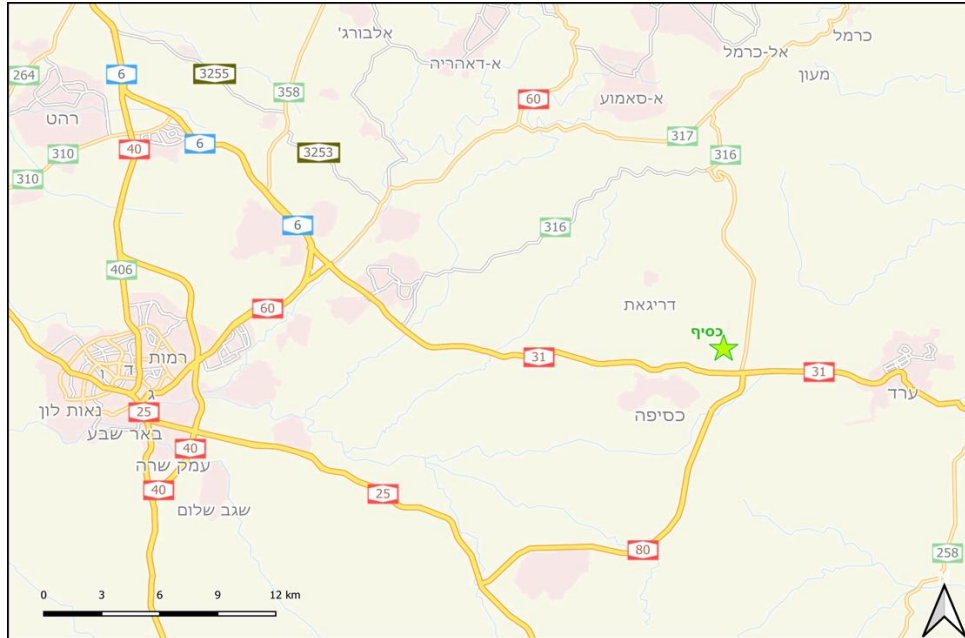 אלבורג'
כרמל
אל-כרמל
א-דאהריה
מעון
264
6
3255
358
60
א-סאמוע
רהט
40
6
317
310
3253
316
310
6
316
406
דריגאת
60
כסיף
רמות
31
31
ד
ו
ג
ערד
נאות לון
25
כסיפה
באר שבע
40
עמק שרה
40
25
שגב שלום
80
258
0 3 6 9 12 km